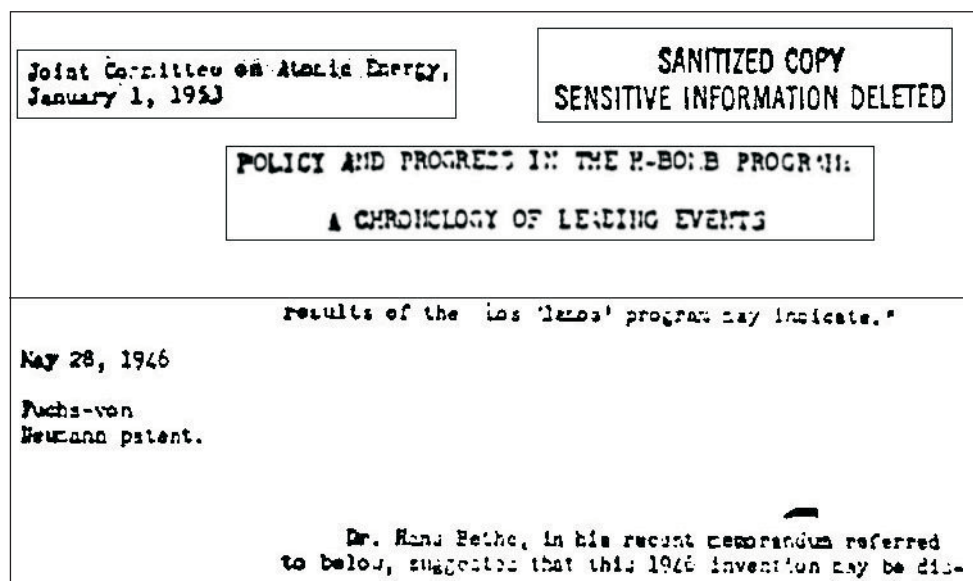 Joint Committee on Atomic Energy,
January 1, 1953
SANITIZED COPY
SENSITIVE INFORMATION DELETED
POLICY AND PROGRESS IN THE H-BOMB PROGRAM:
A CHRONOLOGY OF LEADING EVENTS
results of the Los Alamos' program may indicate."
May 28, 1946
Fuchs-von
Neumann patent.
Dr. Hans Bethe, in his recent memorandum referred
to below, suggested that this 1946 invention may be dis-